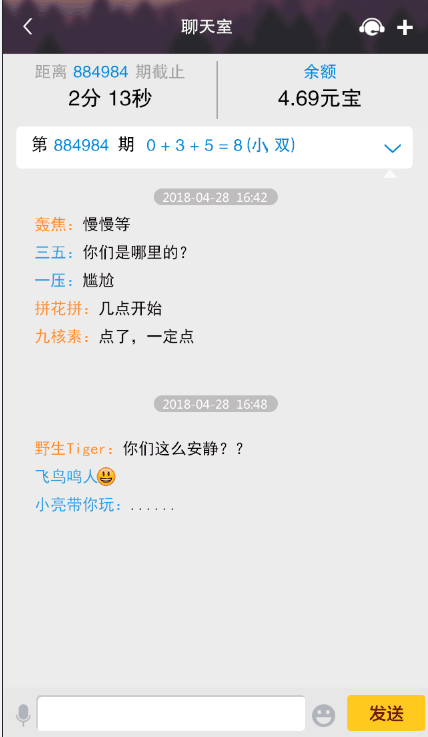 聊天室
距离 884984 期截止
余额
2分 13秒
4.69元宝
第 884984 期 0 + 3 + 5 = 8 (小, 双)
2018-04-28 16:42
轰焦：慢慢等
三五：你们是哪里的？
一压：尴尬
拼花拼：几点开始
九核素：点了，一定点
2018-04-28 16:48
野生Tiger：你们这么安静？？
飞鸟鸣人😃
小亮带你玩：......
发送